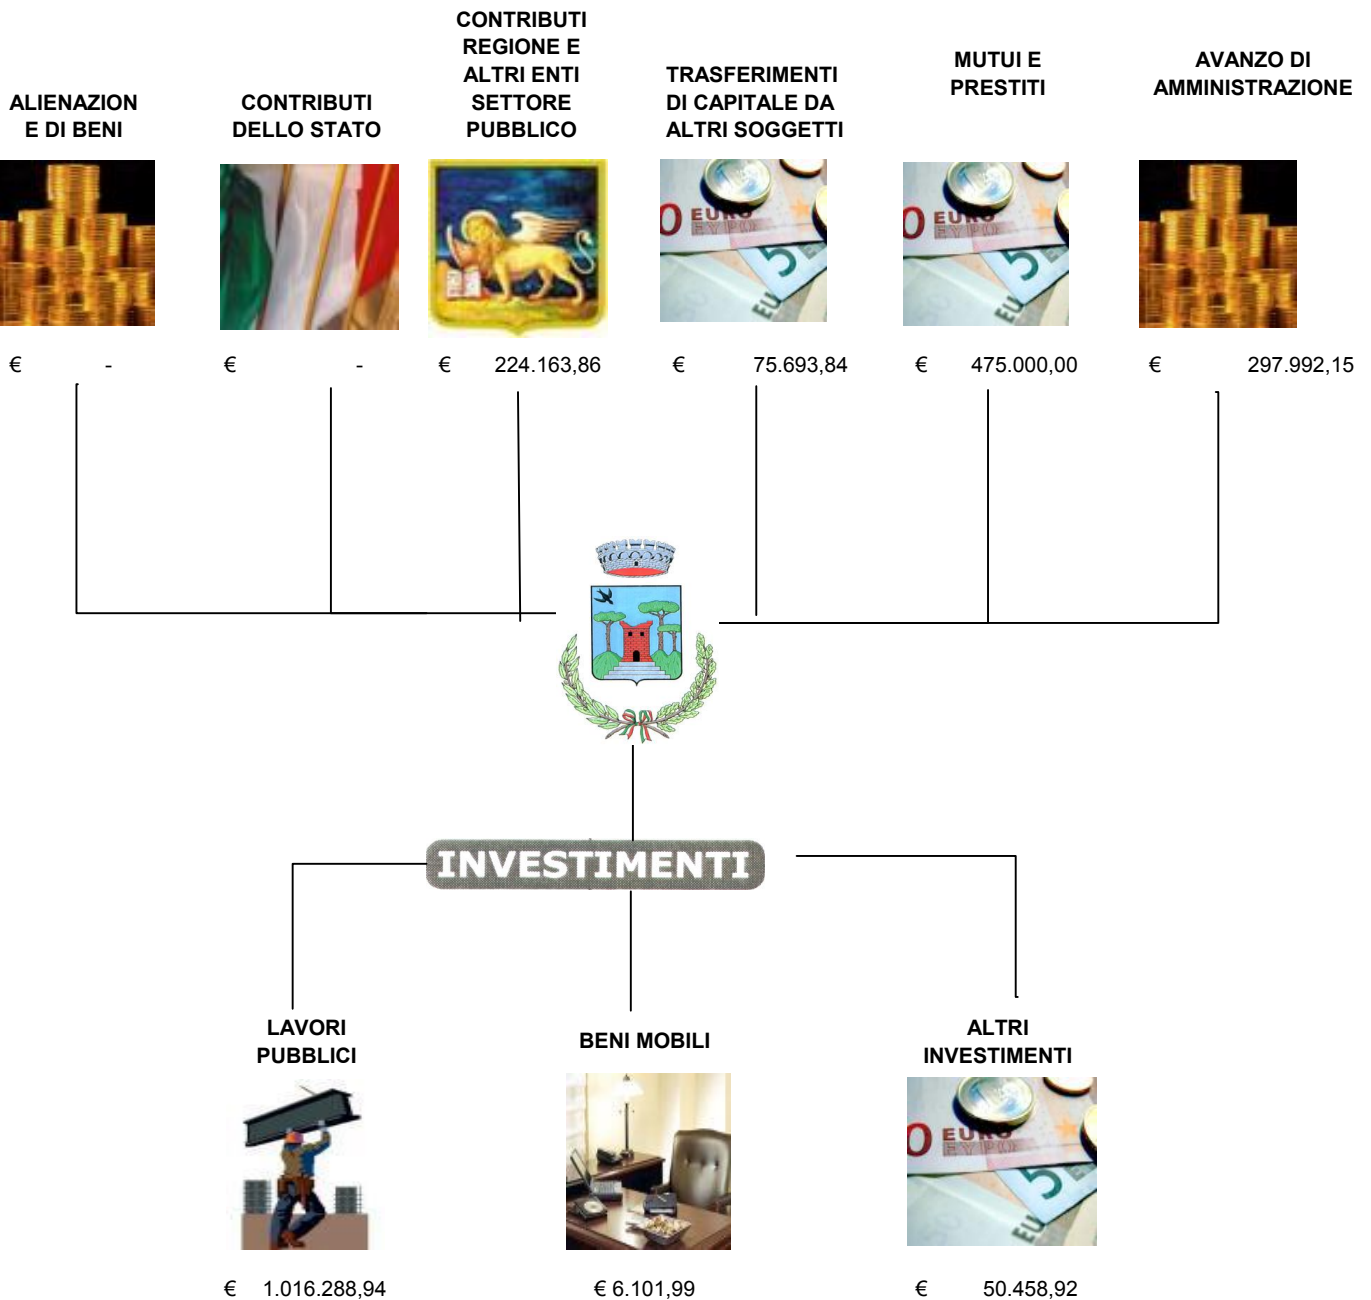 ALIENAZION
E DI BENI
CONTRIBUTI
DELLO STATO
CONTRIBUTI
REGIONE E
ALTRI ENTI
SETTORE
PUBBLICO
TRASFERIMENTI
DI CAPITALE DA
ALTRI SOGGETTI
MUTUI E
PRESTITI
AVANZO DI
AMMINISTRAZIONE
€ -
€ -
€ 224.163,86
€ 75.693,84
€ 475.000,00
€ 297.992,15
INVESTIMENTI
LAVORI
PUBBLICI
BENI MOBILI
ALTRI
INVESTIMENTI
€ 1.016.288,94
€ 6.101,99
€ 50.458,92